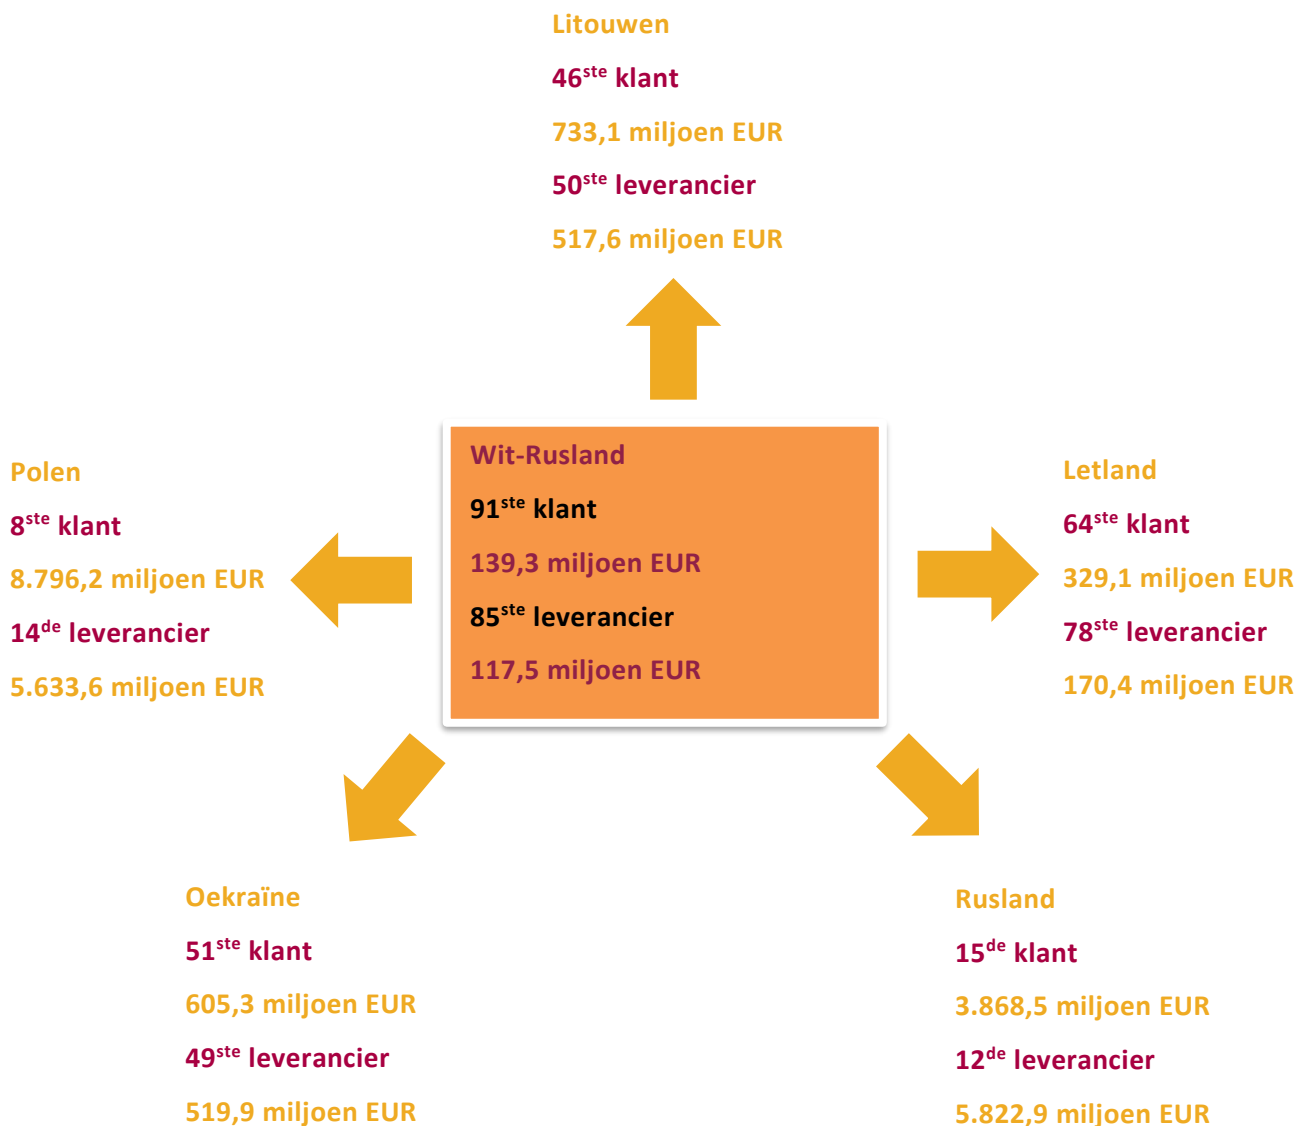 Litouwen
46ste klant
733,1 miljoen EUR
50ste leverancier
517,6 miljoen EUR
Polen
8ste klant
8.796,2 miljoen EUR
14de leverancier
5.633,6 miljoen EUR
Wit-Rusland
91ste klant
139,3 miljoen EUR
85ste leverancier
117,5 miljoen EUR
Letland
64ste klant
329,1 miljoen EUR
78ste leverancier
170,4 miljoen EUR
Oekraïne
51ste klant
605,3 miljoen EUR
49ste leverancier
519,9 miljoen EUR
Rusland
15de klant
3.868,5 miljoen EUR
12de leverancier
5.822,9 miljoen EUR